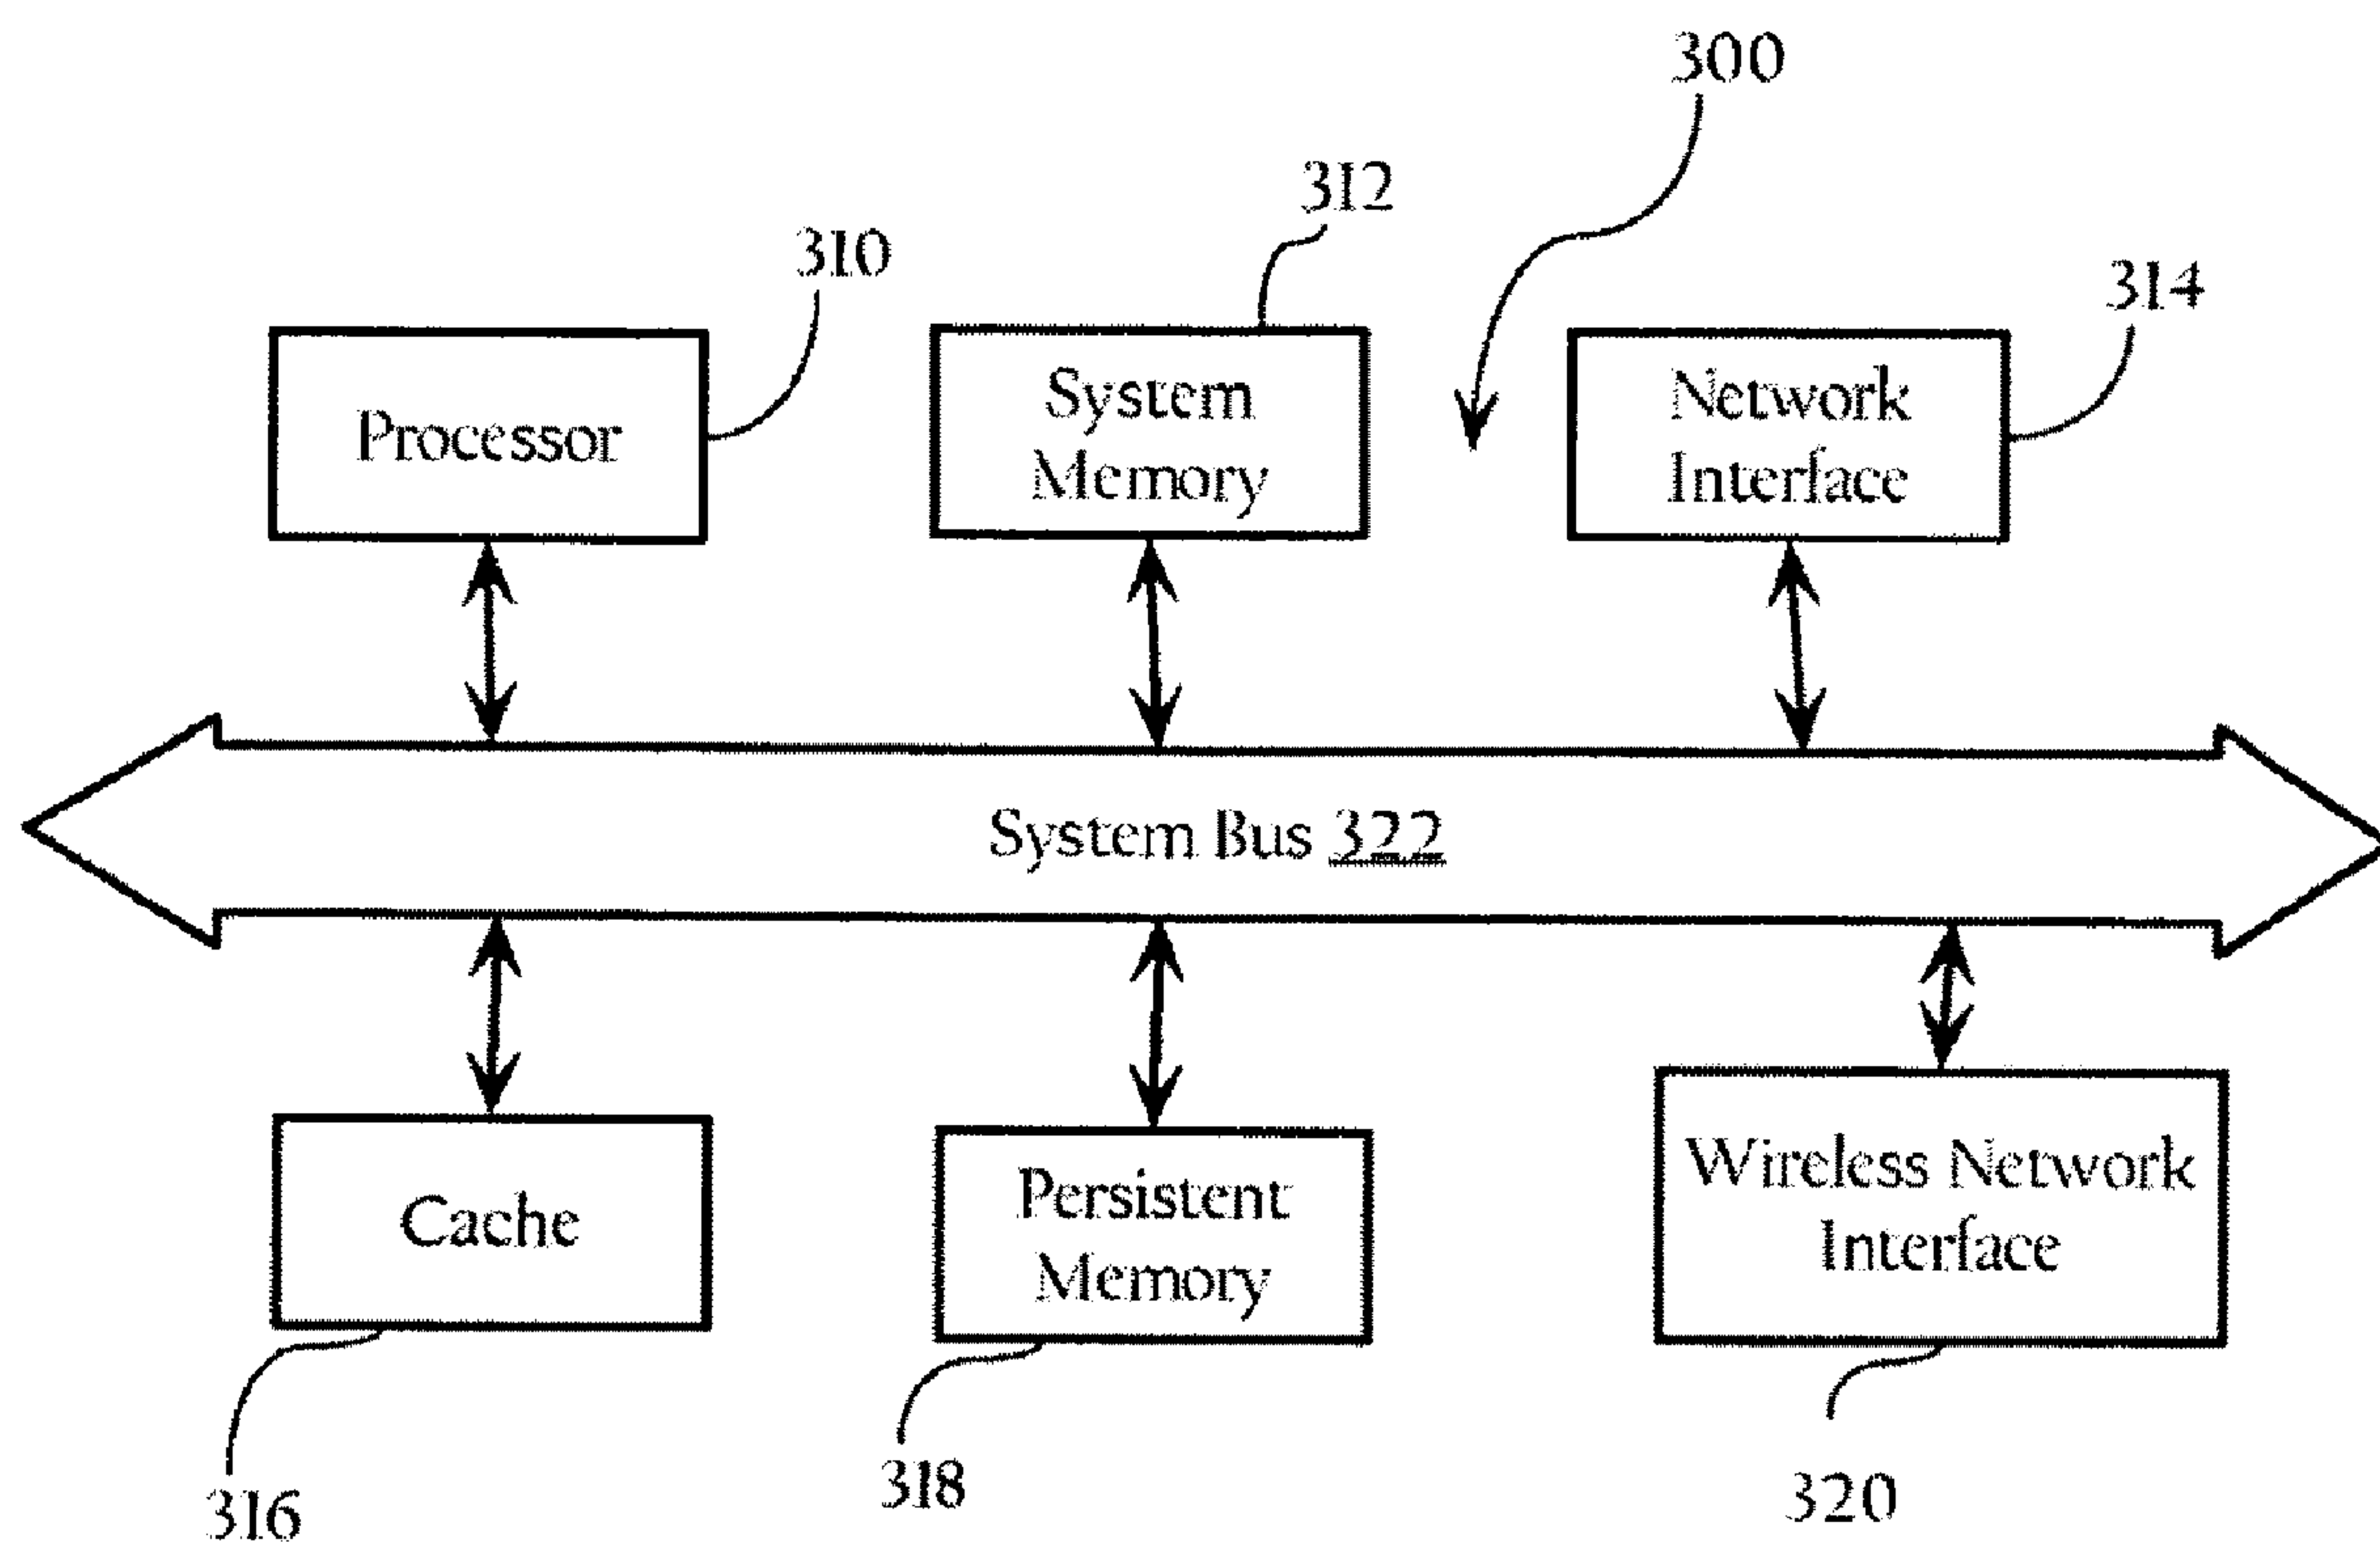 300
312
310
314
Processor
System
Memory
Network
Interface
System Bus 322
Cache
Persistent
Memory
Wireless Network
Interface
316
318
320